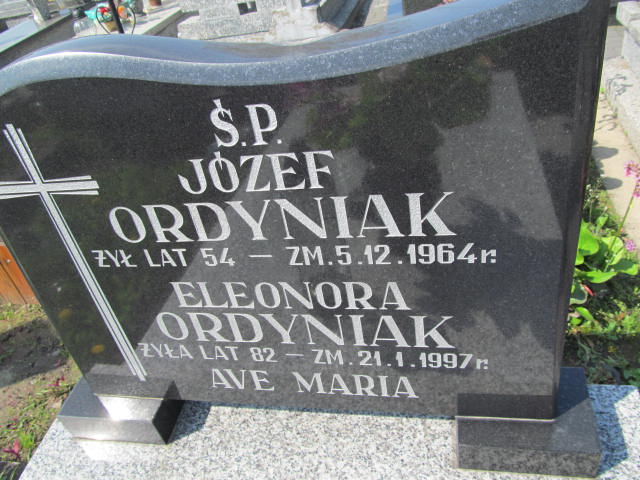 Ś.P.
JÓZEF
ORDYNIAK
ŻYŁ LAT 54 – ZM. 5.12.1964 r.
ELEONORA
ORDYNIAK
ŻYŁA LAT 82 – ZM. 21.1.1997 r.
AVE MARIA